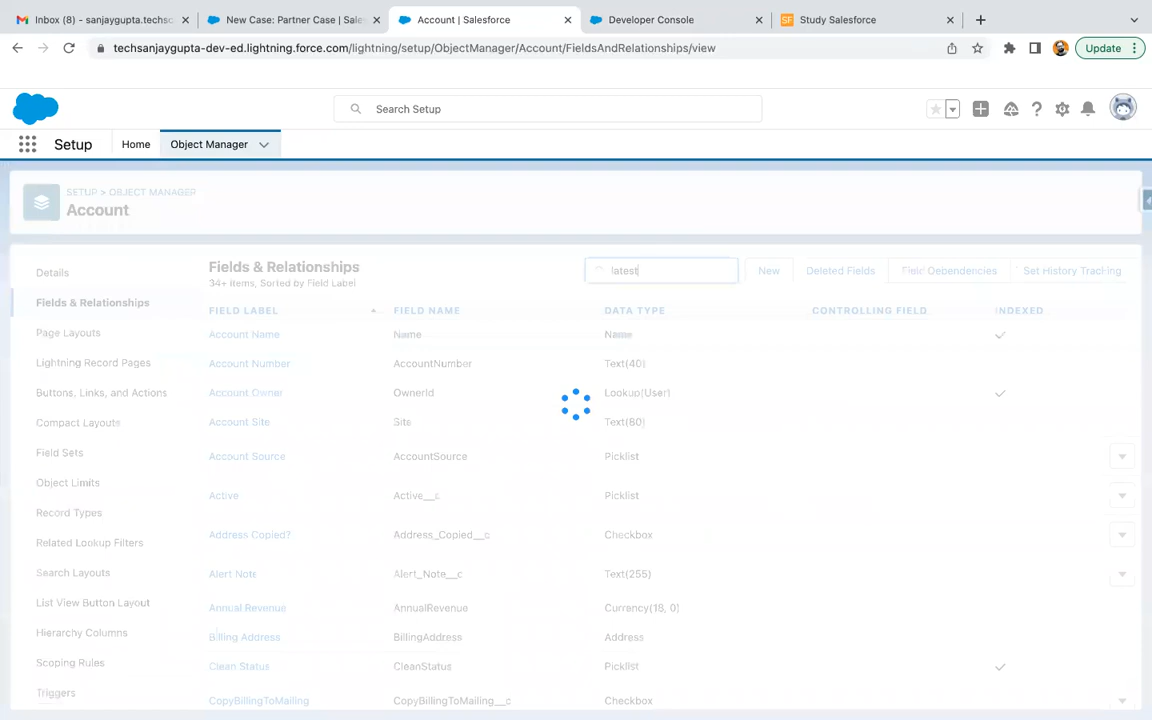 Inbox (8) - sanjaygupta.techsc
New Case: Partner Case | Sales
Account | Salesforce
Developer Console
SF Study Salesforce
techsanjaygupta-dev-ed.lightning.force.com/lightning/setup/ObjectManager/Account/FieldsAndRelationships/view
Update
Search Setup
Setup
Home
Object Manager
SETUP > OBJECT MANAGER
Account
Details
Fields & Relationships
Page Layouts
Lightning Record Pages
Buttons, Links, and Actions
Compact Layouts
Field Sets
Object Limits
Record Types
Related Lookup Filters
Search Layouts
List View Button Layout
Hierarchy Columns
Scoping Rules
Triggers
Fields & Relationships
34+ Items, Sorted by Field Label
latest
New
Deleted Fields
Field Dependencies
Set History Tracking
FIELD LABEL FIELD NAME DATA TYPE CONTROLLING FIELD INDEXED
Account Name Name Name
Account Number AccountNumber Text(40)
Account Owner OwnerId Lookup(User)
Account Site Site Text(80)
Account Source AccountSource Picklist
Active Active__c Picklist
Address Copied? Address_Copied__c Checkbox
Alert Note Alert_Note__c Text(255)
Annual Revenue AnnualRevenue Currency(18, 0)
Billing Address BillingAddress Address
Clean Status CleanStatus Picklist
CopyBillingToMailing CopyBillingToMailing__c Checkbox